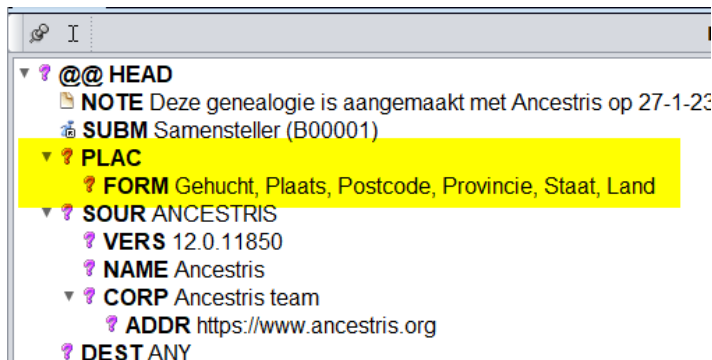 @@ HEAD
NOTE Deze genealogie is aangemaakt met Ancestris op 27-1-23
SUBM Samensteller (B00001)
PLAC
FORM Gehucht, Plaats, Postcode, Provincie, Staat, Land
SOUR ANCESTRIS
VERS 12.0.11850
NAME Ancestris
CORP Ancestris team
ADDR https://www.ancestris.org
DEST ANY